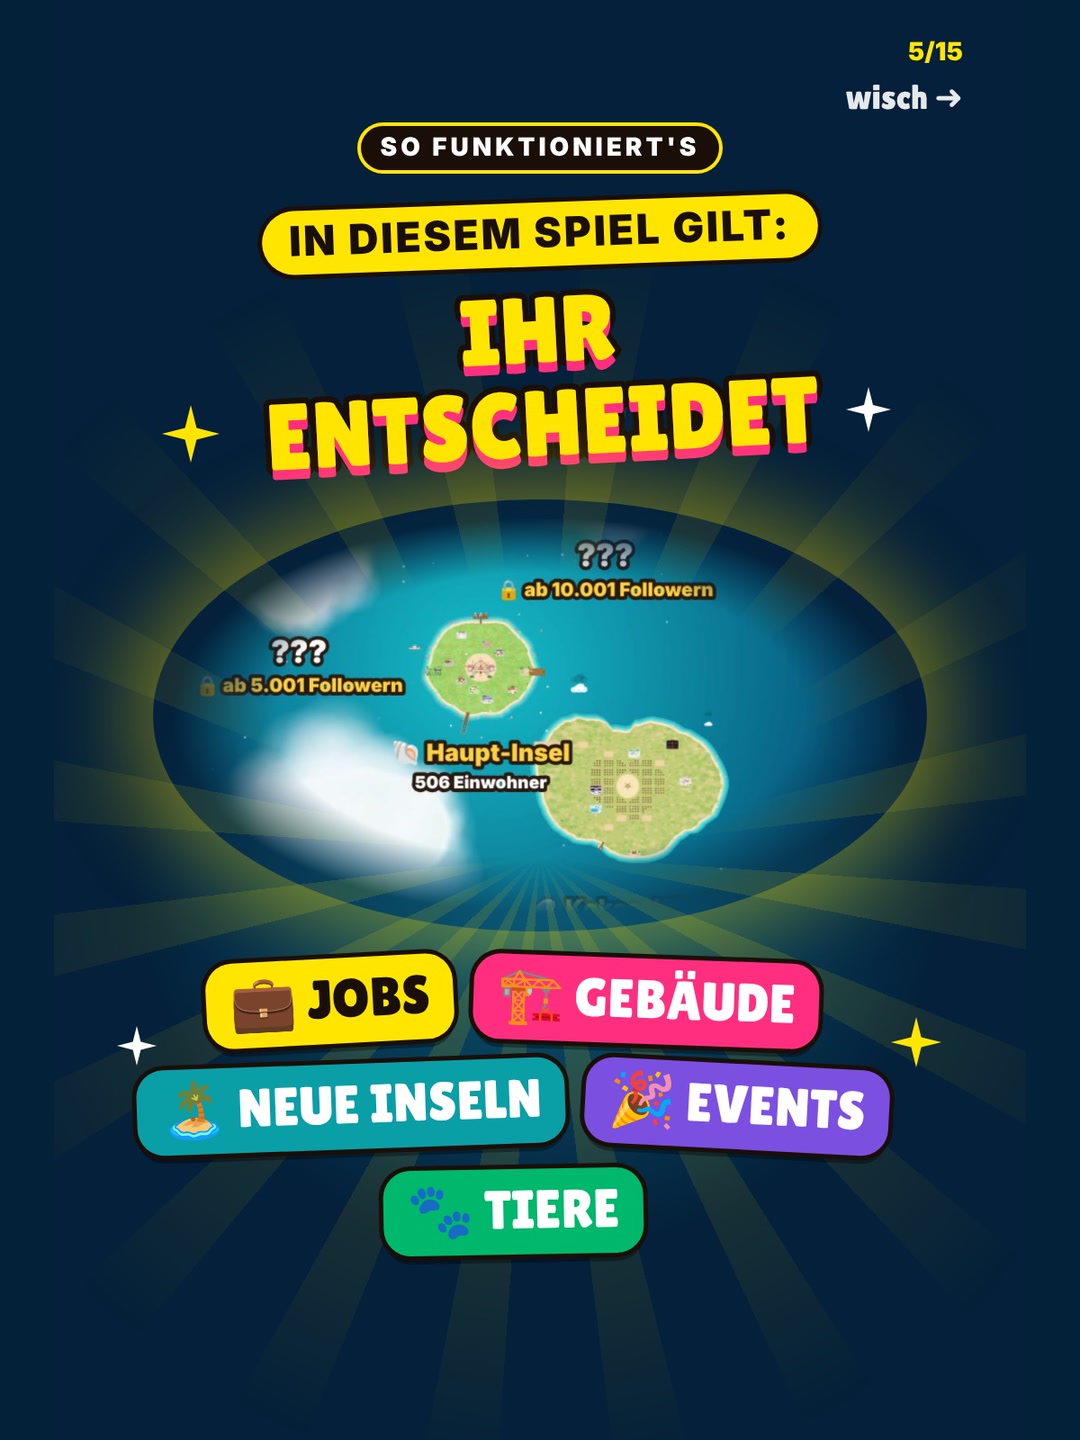 5/15
wisch →
SO FUNKTIONIERT'S
IN DIESEM SPIEL GILT:
IHR
ENTSCHEIDET
???
ab 10.001 Followern
???
ab 5.001 Followern
Haupt-Insel
506 Einwohner
JOBS
GEBÄUDE
NEUE INSELN
EVENTS
TIERE